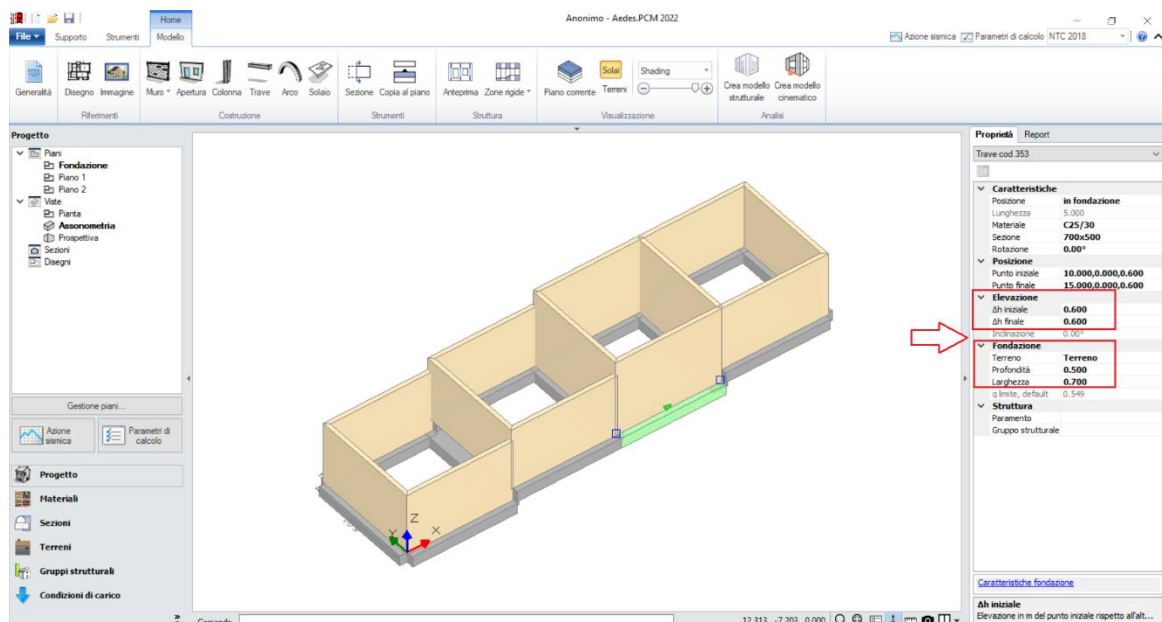 Anonimo - Aedes.PCM 2022
Home
File
Supporto
Strumenti
Modello
Azione sismica
Parametri di calcolo
NTC 2018
Generalità
Disegno
Immagine
Muro
Apertura
Colonna
Trave
Arco
Solaio
Sezione
Copia al piano
Anteprima
Zone rigide
Piano corrente
Solai
Terreni
Shading
Crea modello strutturale
Crea modello cinematico
Riferimenti
Costruzione
Strumenti
Struttura
Visualizzazione
Analisi
Progetto
Piani
Fondazione
Piano 1
Piano 2
Viste
Pianta
Assonometria
Prospettiva
Sezioni
Disegni
Gestione piani...
Azione sismica
Parametri di calcolo
Progetto
Materiali
Sezioni
Terreni
Gruppi strutturali
Condizioni di carico
Z
Y
X
Comando
12.313, -7.203, 0.000
Proprietà
Report
Trave cod.353
Caratteristiche
Posizione in fondazione
Lunghezza 5.000
Materiale C25/30
Sezione 700x500
Rotazione 0.00°
Posizione
Punto iniziale 10.000,0.000,0.600
Punto finale 15.000,0.000,0.600
Elevazione
Δh iniziale 0.600
Δh finale 0.600
Inclinazione 0.00°
Fondazione
Terreno Terreno
Profondità 0.500
Larghezza 0.700
q limite, default 0.549
Struttura
Paramento
Gruppo strutturale
Caratteristiche fondazione
Δh iniziale
Elevazione in m del punto iniziale rispetto all'alt...